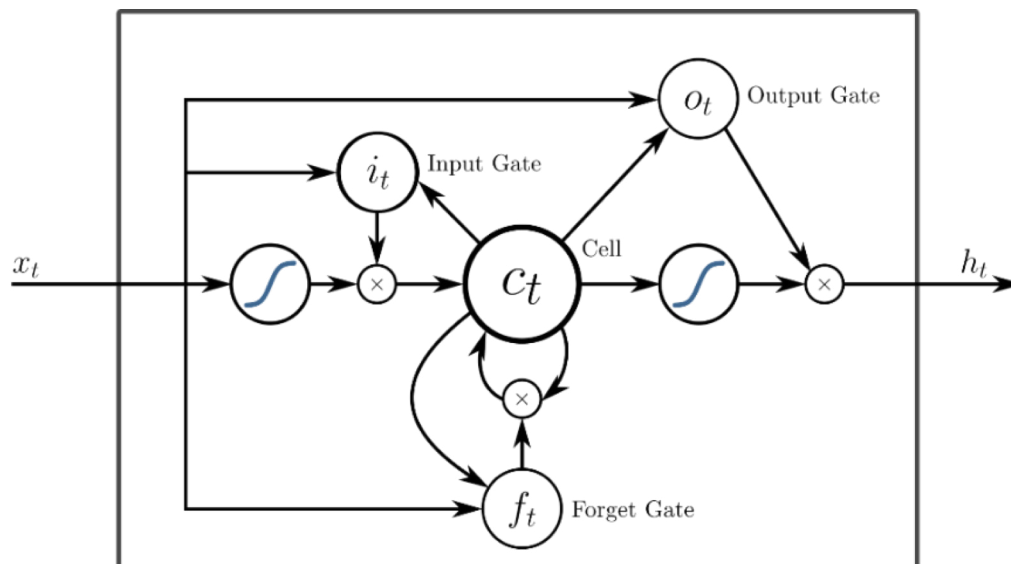 o_t Output Gate
i_t Input Gate
x_t
c_t Cell
h_t
×
×
×
f_t Forget Gate